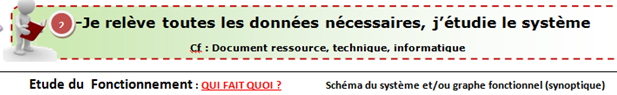 2 -Je relève toutes les données nécessaires, j’étudie le système
Cf : Document ressource, technique, informatique
Etude du Fonctionnement : QUI FAIT QUOI ? Schéma du système et/ou graphe fonctionnel (synoptique)